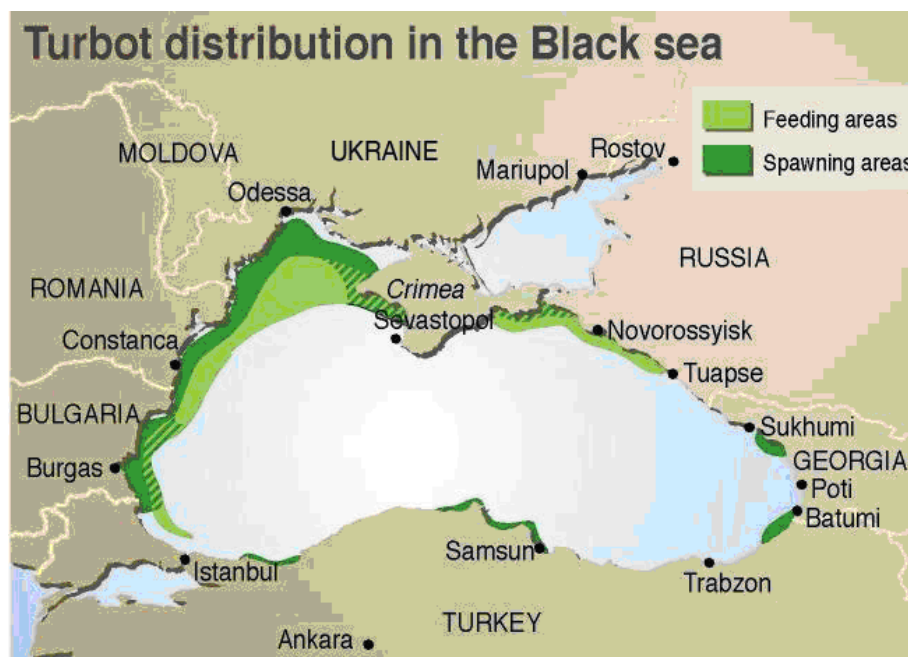 Turbot distribution in the Black sea
Feeding areas
Spawning areas
MOLDOVA
UKRAINE
Mariupol
Rostov
Odessa
RUSSIA
ROMANIA
Crimea
Sevastopol
Novorossyisk
Constanca
Tuapse
BULGARIA
Sukhumi
Burgas
GEORGIA
Poti
Batumi
Samsun
Istanbul
Trabzon
TURKEY
Ankara